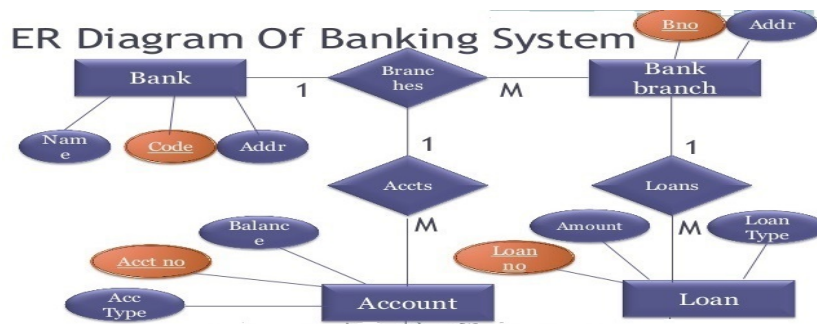 ER Diagram Of Banking System
Bno
Addr
Bank
1
Branc
hes
M
Bank
branch
Nam
e
Code
Addr
1
1
Accts
Loans
M
Balanc
e
Amount
M
Loan
Type
Acct no
Loan
no
Acc
Type
Account
Loan